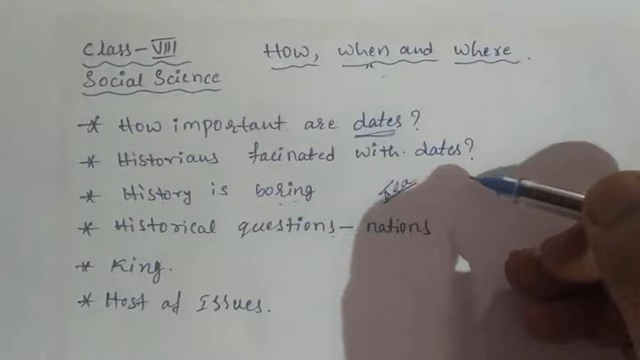 Class - VIII How, when and where.
Social Science
* How important are dates?
* Historians facinated with dates?
* History is boring
* Historical questions - nations
* King.
* Host of Issues.